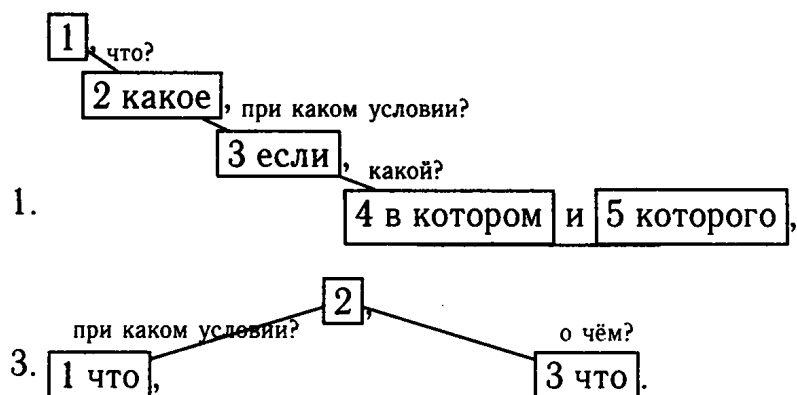 1, что?
2 какое, при каком условии?
3 если, какой?
1. 4 в котором и 5 которого,
2,
при каком условии? о чём?
3. 1 что, 3 что.